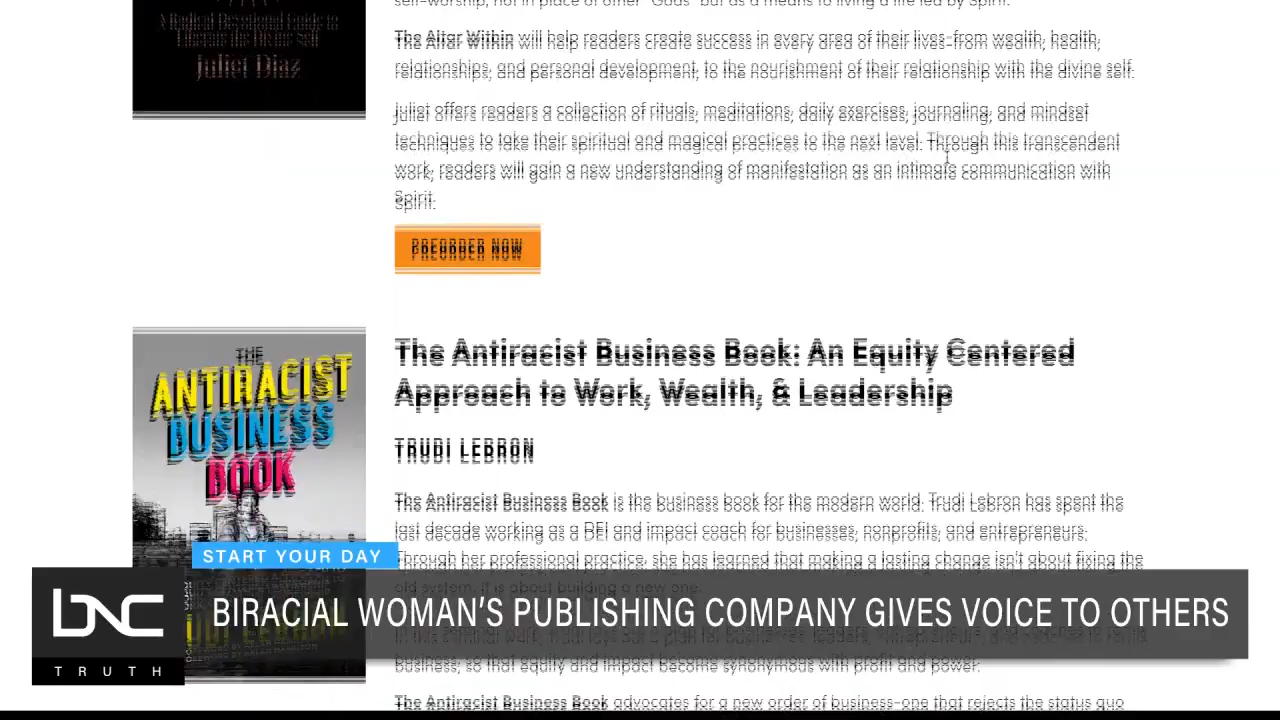 self-worship, not in place of other "Gods" but as a means to living a life led by Spirit.
A Radical Devotional Guide to
Liberate the Divine Self
Juliet Diaz
The Altar Within will help readers create success in every area of their lives-from wealth, health,
relationships, and personal development, to the nourishment of their relationship with the divine self.
Juliet offers readers a collection of rituals, meditations, daily exercises, journaling, and mindset
techniques to take their spiritual and magical practices to the next level. Through this transcendent
work, readers will gain a new understanding of manifestation as an intimate communication with
Spirit.
PREORDER NOW
THE
ANTIRACIST
BUSINESS
BOOK
The Antiracist Business Book: An Equity Centered
Approach to Work, Wealth, & Leadership
TRUDI LEBRON
The Antiracist Business Book is the business book for the modern world. Trudi Lebron has spent the
last decade working as a DEI and impact coach for businesses, nonprofits, and entrepreneurs.
Through her professional practice, she has learned that making a lasting change isn't about fixing the
old system, it is about building a new one.
START YOUR DAY
BNC
TRUTH
BIRACIAL WOMAN'S PUBLISHING COMPANY GIVES VOICE TO OTHERS
business, so that equity and impact become synonymous with profit and power.
The Antiracist Business Book advocates for a new order of business-one that rejects the status quo